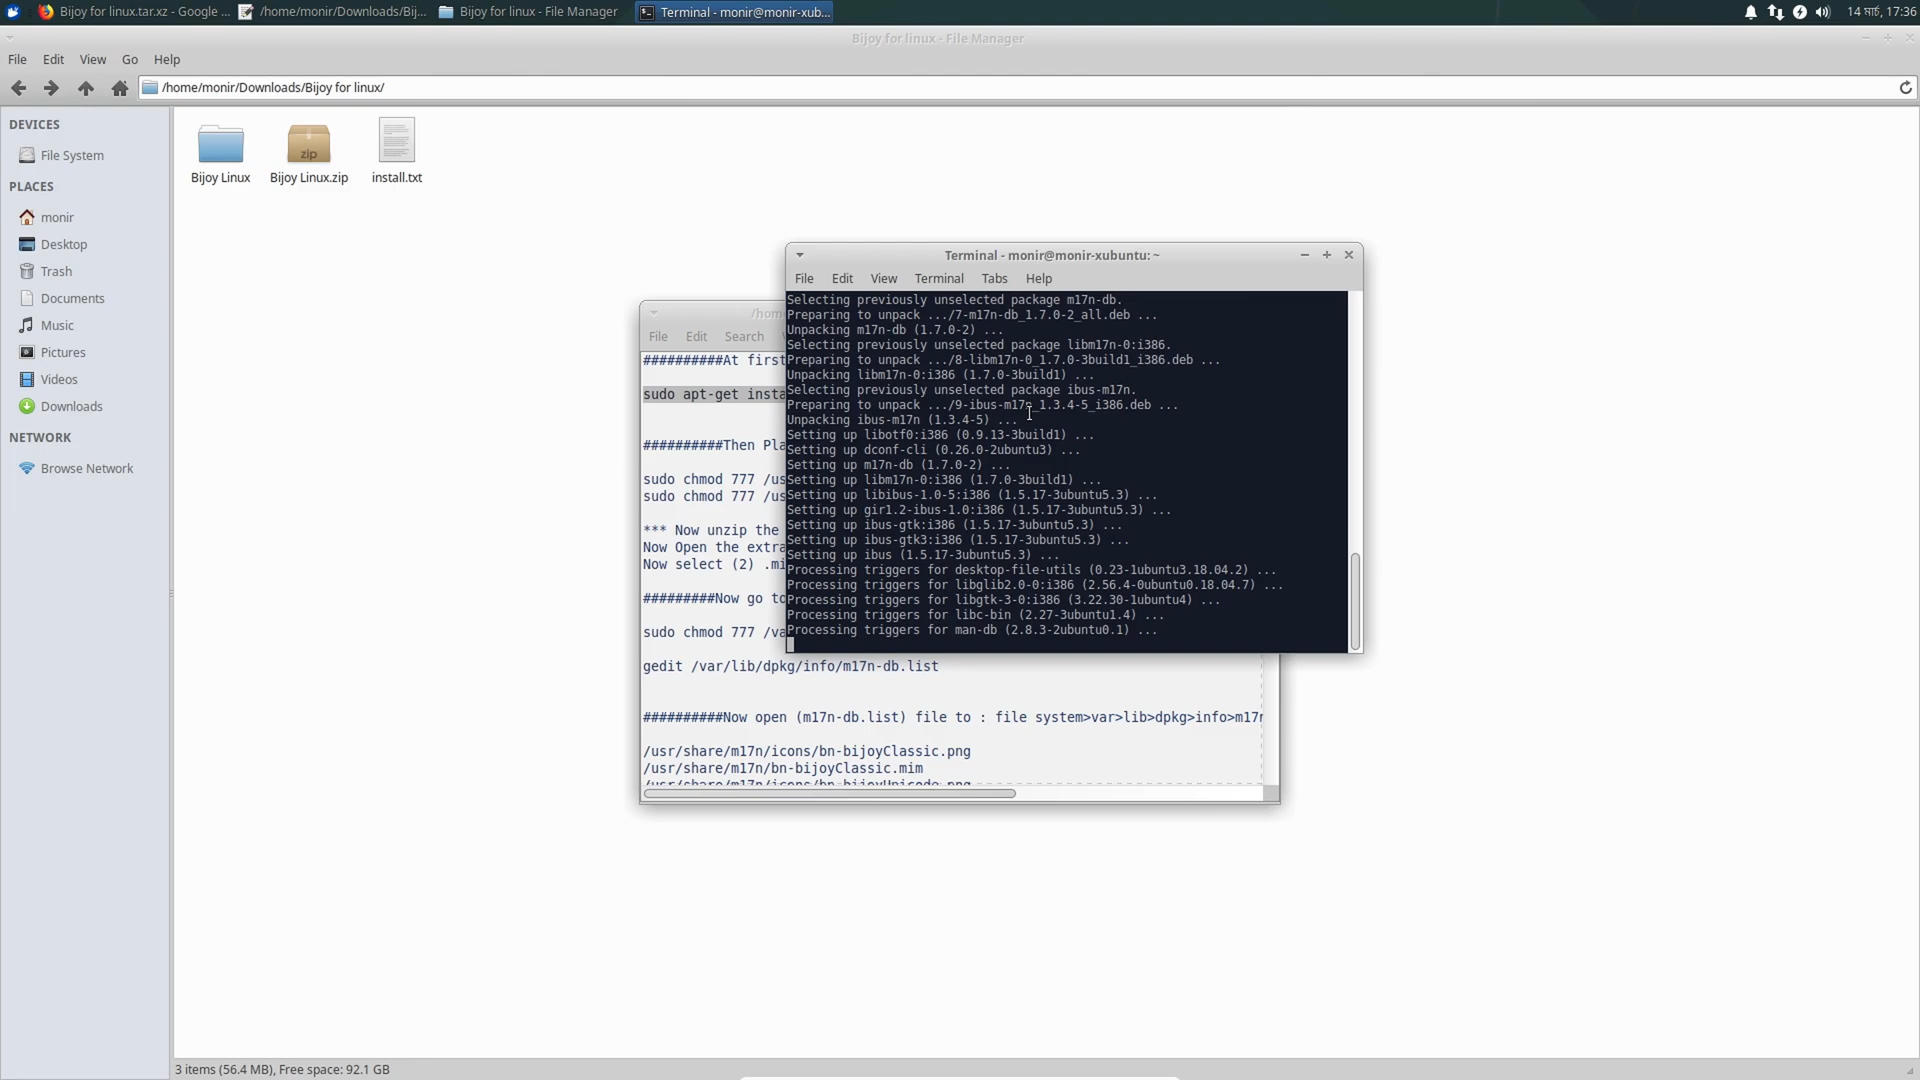 Bijoy for linux.tar.xz - Google ...
/home/monir/Downloads/Bij...
Bijoy for linux - File Manager
Terminal - monir@monir-xub...
14 মার্চ, 17:36
Bijoy for linux - File Manager
File Edit View Go Help
/home/monir/Downloads/Bijoy for linux/
DEVICES
File System
PLACES
monir
Desktop
Trash
Documents
Music
Pictures
Videos
Downloads
NETWORK
Browse Network
zip
Bijoy Linux
Bijoy Linux.zip
install.txt
Terminal - monir@monir-xubuntu: ~
File Edit View Terminal Tabs Help
Selecting previously unselected package m17n-db.
Preparing to unpack .../7-m17n-db_1.7.0-2_all.deb ...
Unpacking m17n-db (1.7.0-2) ...
Selecting previously unselected package libm17n-0:i386.
Preparing to unpack .../8-libm17n-0_1.7.0-3build1_i386.deb ...
Unpacking libm17n-0:i386 (1.7.0-3build1) ...
Selecting previously unselected package ibus-m17n.
Preparing to unpack .../9-ibus-m17n_1.3.4-5_i386.deb ...
Unpacking ibus-m17n (1.3.4-5) ...
Setting up libotf0:i386 (0.9.13-3build1) ...
Setting up dconf-cli (0.26.0-2ubuntu3) ...
Setting up m17n-db (1.7.0-2) ...
Setting up libm17n-0:i386 (1.7.0-3build1) ...
Setting up libibus-1.0-5:i386 (1.5.17-3ubuntu5.3) ...
Setting up gir1.2-ibus-1.0:i386 (1.5.17-3ubuntu5.3) ...
Setting up ibus-gtk:i386 (1.5.17-3ubuntu5.3) ...
Setting up ibus-gtk3:i386 (1.5.17-3ubuntu5.3) ...
Setting up ibus (1.5.17-3ubuntu5.3) ...
Processing triggers for desktop-file-utils (0.23-1ubuntu3.18.04.2) ...
Processing triggers for libglib2.0-0:i386 (2.56.4-0ubuntu0.18.04.7) ...
Processing triggers for libgtk-3-0:i386 (3.22.30-1ubuntu4) ...
Processing triggers for libc-bin (2.27-3ubuntu1.4) ...
Processing triggers for man-db (2.8.3-2ubuntu0.1) ...
/hom
File Edit Search
##########At first
sudo apt-get insta
##########Then Pla
sudo chmod 777 /us
sudo chmod 777 /us
*** Now unzip the
Now Open the extra
Now select (2) .mi
#########Now go to
sudo chmod 777 /va
gedit /var/lib/dpkg/info/m17n-db.list
##########Now open (m17n-db.list) file to : file system>var>lib>dpkg>info>m17n
/usr/share/m17n/icons/bn-bijoyClassic.png
/usr/share/m17n/bn-bijoyClassic.mim
/usr/share/m17n/icons/bn-bijoyUnicode.png
3 items (56.4 MB), Free space: 92.1 GB